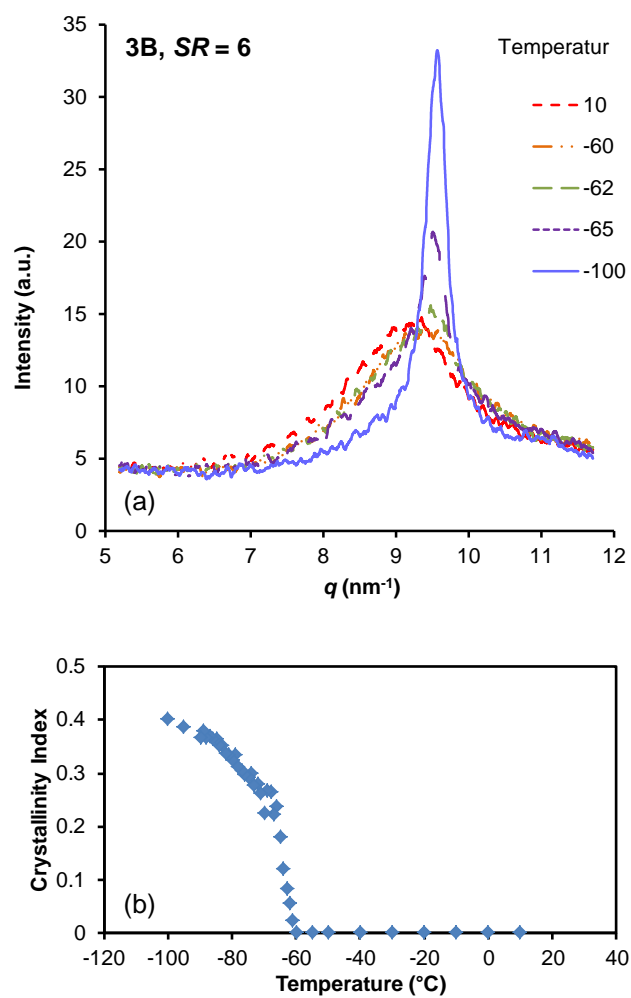 35
3B, SR = 6
Temperatur
30
10
25
-60
-62
20
-65
-100
15
Intensity (a.u.)
10
5
(a)
0
5 6 7 8 9 10 11 12
q (nm-1)
0.5
0.4
0.3
Crystallinity Index
0.2
0.1
(b)
0
-120 -100 -80 -60 -40 -20 0 20 40
Temperature (°C)